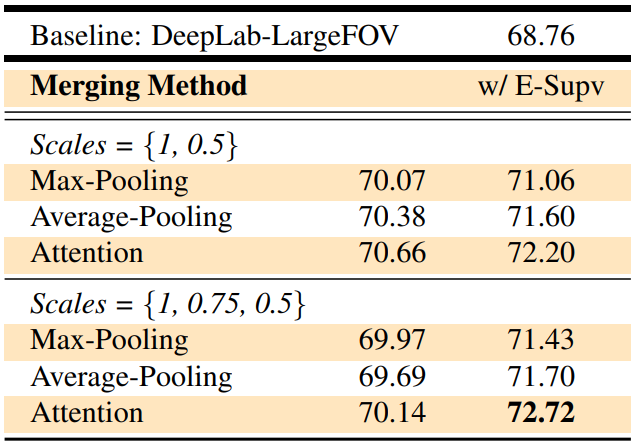 Baseline: DeepLab-LargeFOV 68.76
Merging Method w/ E-Supv
Scales = {1, 0.5}
Max-Pooling 70.07 71.06
Average-Pooling 70.38 71.60
Attention 70.66 72.20
Scales = {1, 0.75, 0.5}
Max-Pooling 69.97 71.43
Average-Pooling 69.69 71.70
Attention 70.14 72.72